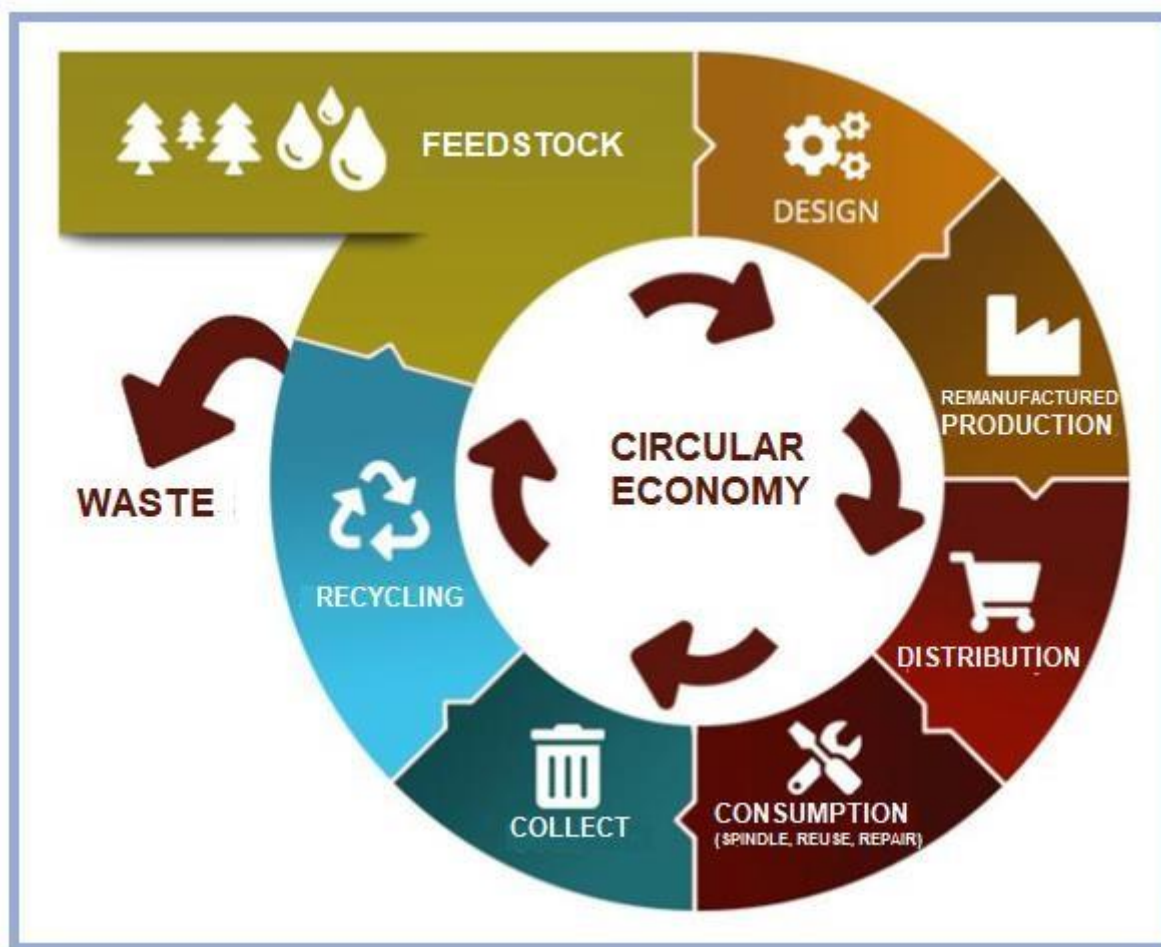 FEEDSTOCK
DESIGN
REMANUFACTURED
PRODUCTION
CIRCULAR
ECONOMY
WASTE
DISTRIBUTION
RECYCLING
CONSUMPTION
(SPINDLE, REUSE, REPAIR)
COLLECT